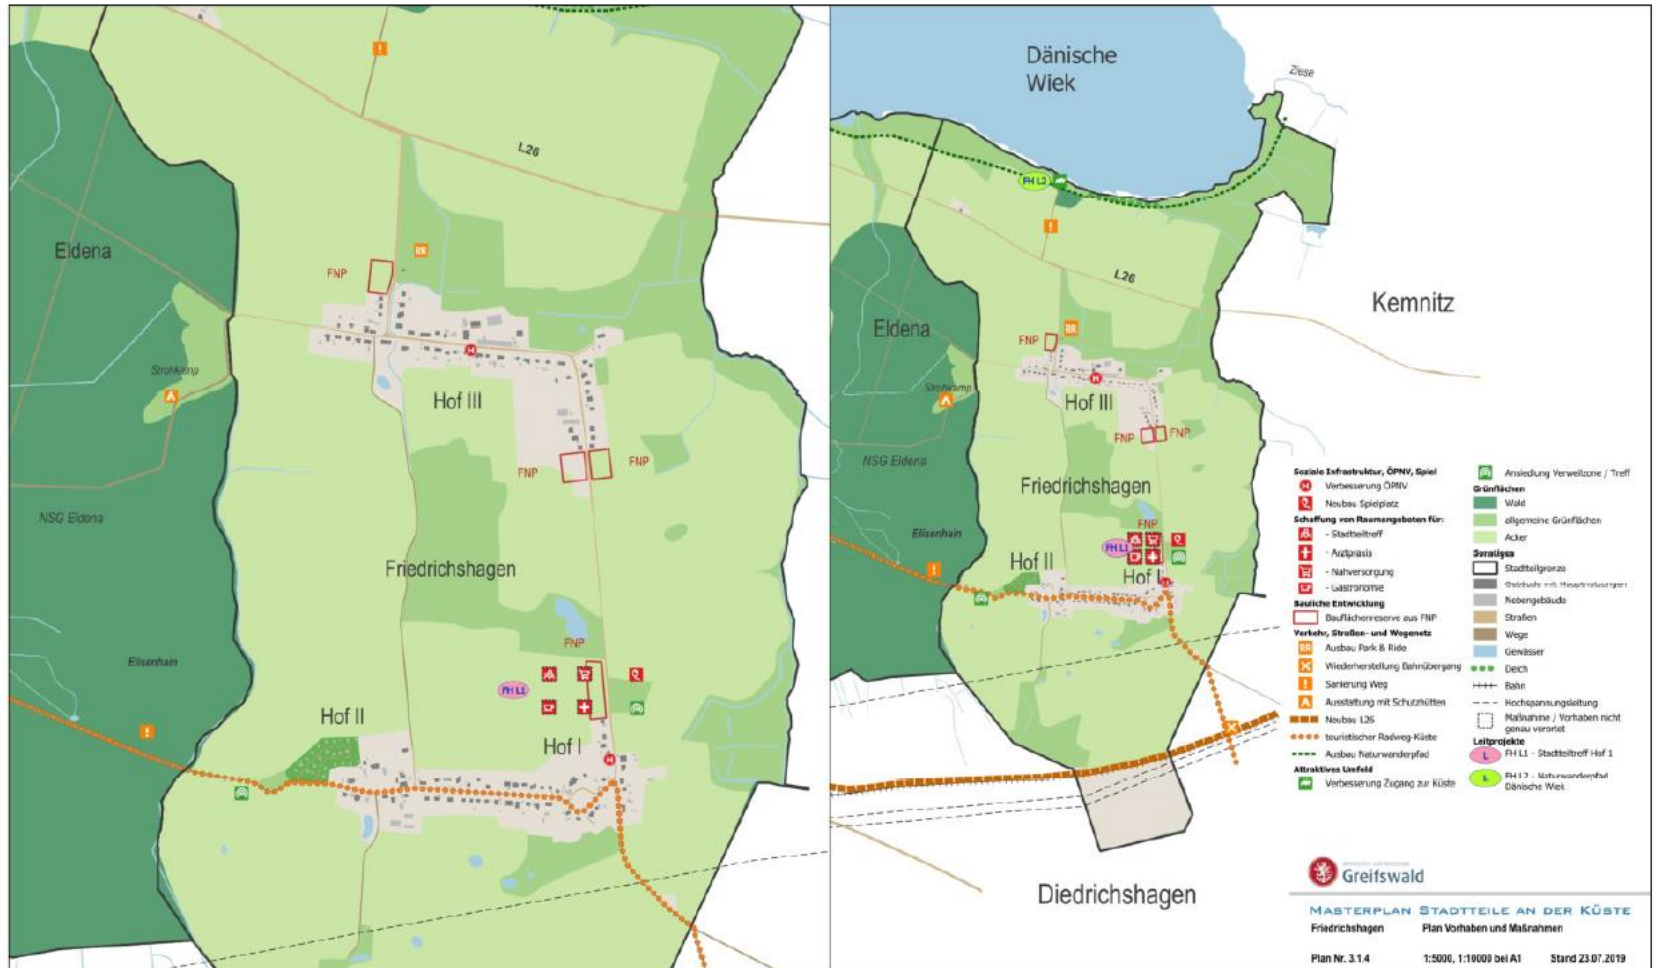 L26
Eldena
FNP
RR
Strohkamp
H
Hof III
FNP
FNP
NSG Eldena
Friedrichshagen
Elisenhain
FNP
FH L1
Hof II
Hof I
H
Dänische
Wiek
Ziese
FH L2
L26
Kemnitz
Eldena
FNP
RR
Strohkamp
H
Hof III
FNP
FNP
NSG Eldena
Friedrichshagen
Elisenhain
FNP
FH L1
Hof II
Hof I
Diedrichshagen
Soziale Infrastruktur, ÖPNV, Spiel
H Verbesserung ÖPNV
Neubau Spielplatz
Schaffung von Raumangeboten für:
- Stadtteiltreff
- Arztpraxis
- Nahversorgung
- Gastronomie
Bauliche Entwicklung
Bauflächenreserve aus FNP
Verkehr, Straßen- und Wegenetz
RR Ausbau Park & Ride
Wiederherstellung Bahnübergang
! Sanierung Weg
Ausstattung mit Schutzhütten
Neubau L26
touristischer Radweg-Küste
Ausbau Naturwanderpfad
Attraktives Umfeld
Verbesserung Zugang zur Küste
Ansiedlung Verweilzone / Treff
Grünflächen
Wald
allgemeine Grünflächen
Acker
Sonstiges
Stadtteilgrenze
Nebengebäude
Straßen
Wege
Gewässer
Deich
Bahn
Hochspannungsleitung
Maßnahme / Vorhaben nicht
genau verortet
Leitprojekte
L FH L1 - Stadtteiltreff Hof 1
L FH L2 - Naturwanderpfad
Dänische Wiek
Greifswald
MASTERPLAN STADTTEILE AN DER KÜSTE
Friedrichshagen Plan Vorhaben und Maßnahmen
Plan Nr. 3.1.4 1:5000, 1:10000 bei A1 Stand 23.07.2019